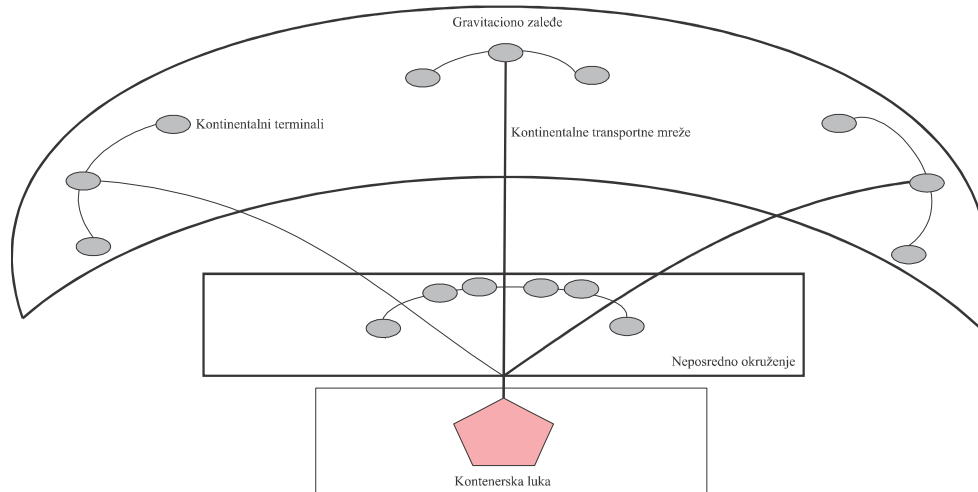 Gravitaciono zaleđe
Kontinentalni terminali
Kontinentalne transportne mreže
Neposredno okruženje
Kontenerska luka